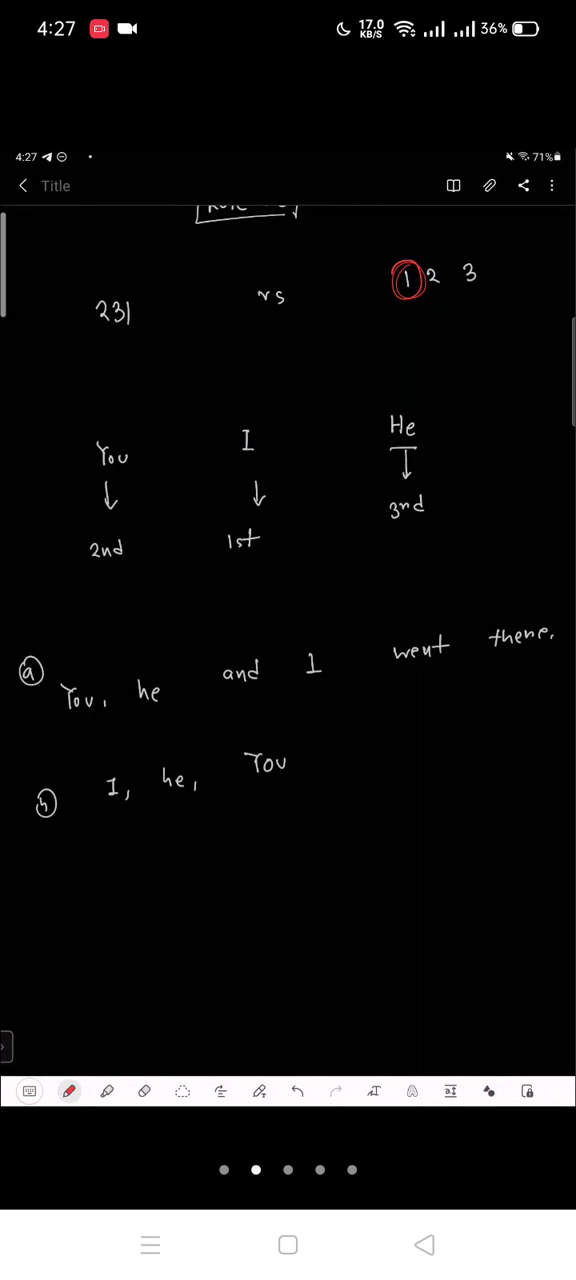 4:27 17.0 KB/S 36%
4:27 71%
Title
231 vs 1 2 3
You I He
2nd 1st 3rd
a You, he and I went there.
b I, he, You